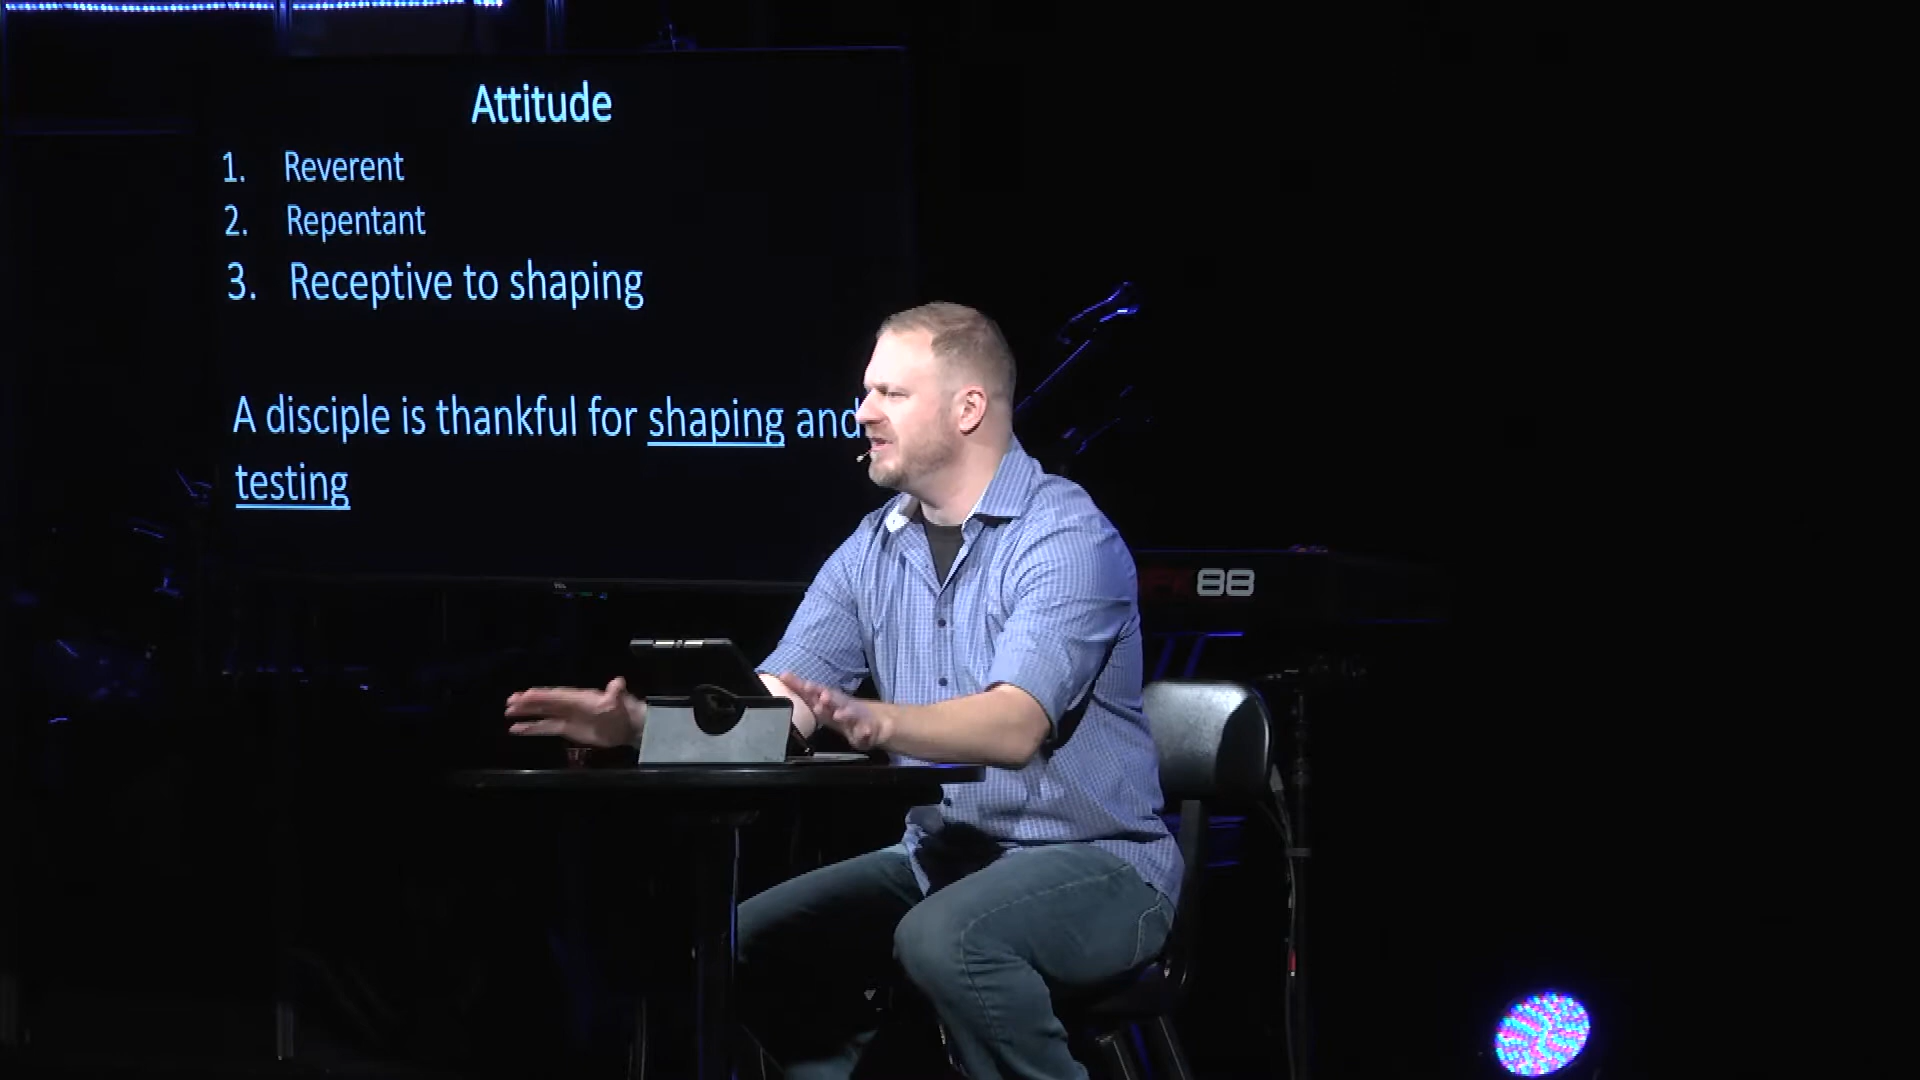 Attitude
1. Reverent
2. Repentant
3. Receptive to shaping
A disciple is thankful for shaping and
testing
88